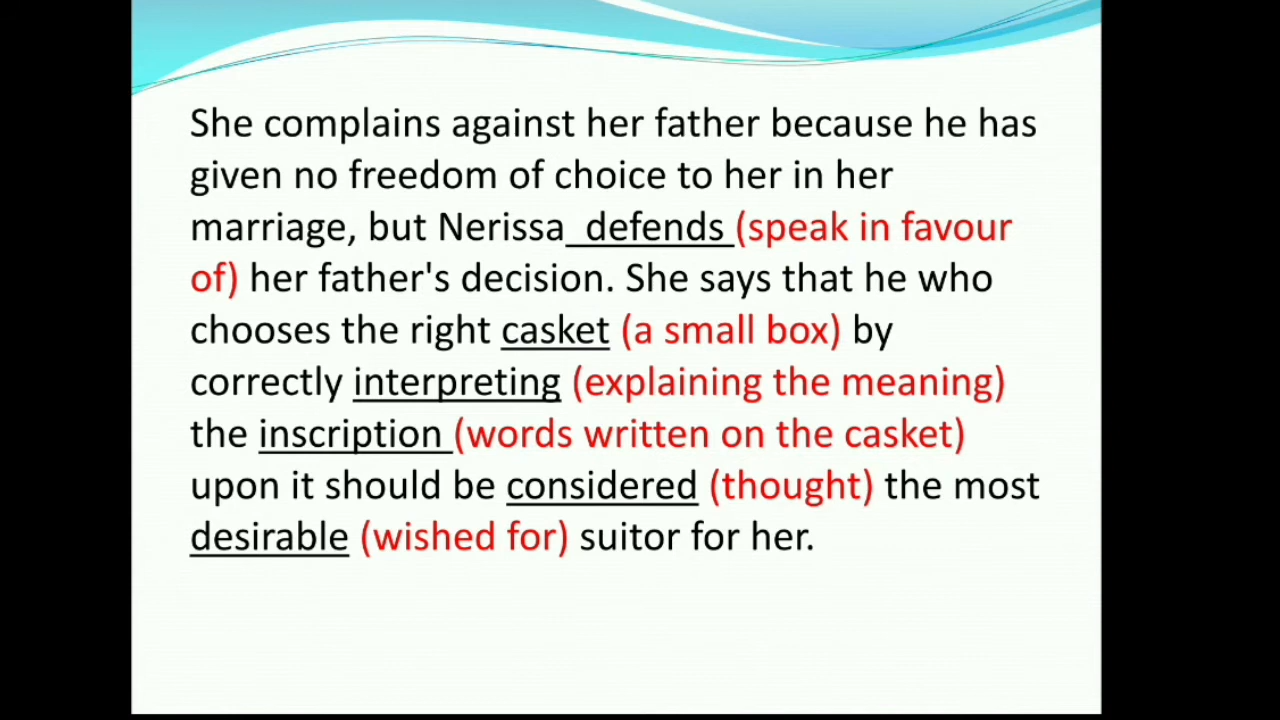 She complains against her father because he has
given no freedom of choice to her in her
marriage, but Nerissa  defends (speak in favour
of) her father's decision. She says that he who
chooses the right casket (a small box) by
correctly interpreting (explaining the meaning)
the inscription (words written on the casket)
upon it should be considered (thought) the most
desirable (wished for) suitor for her.